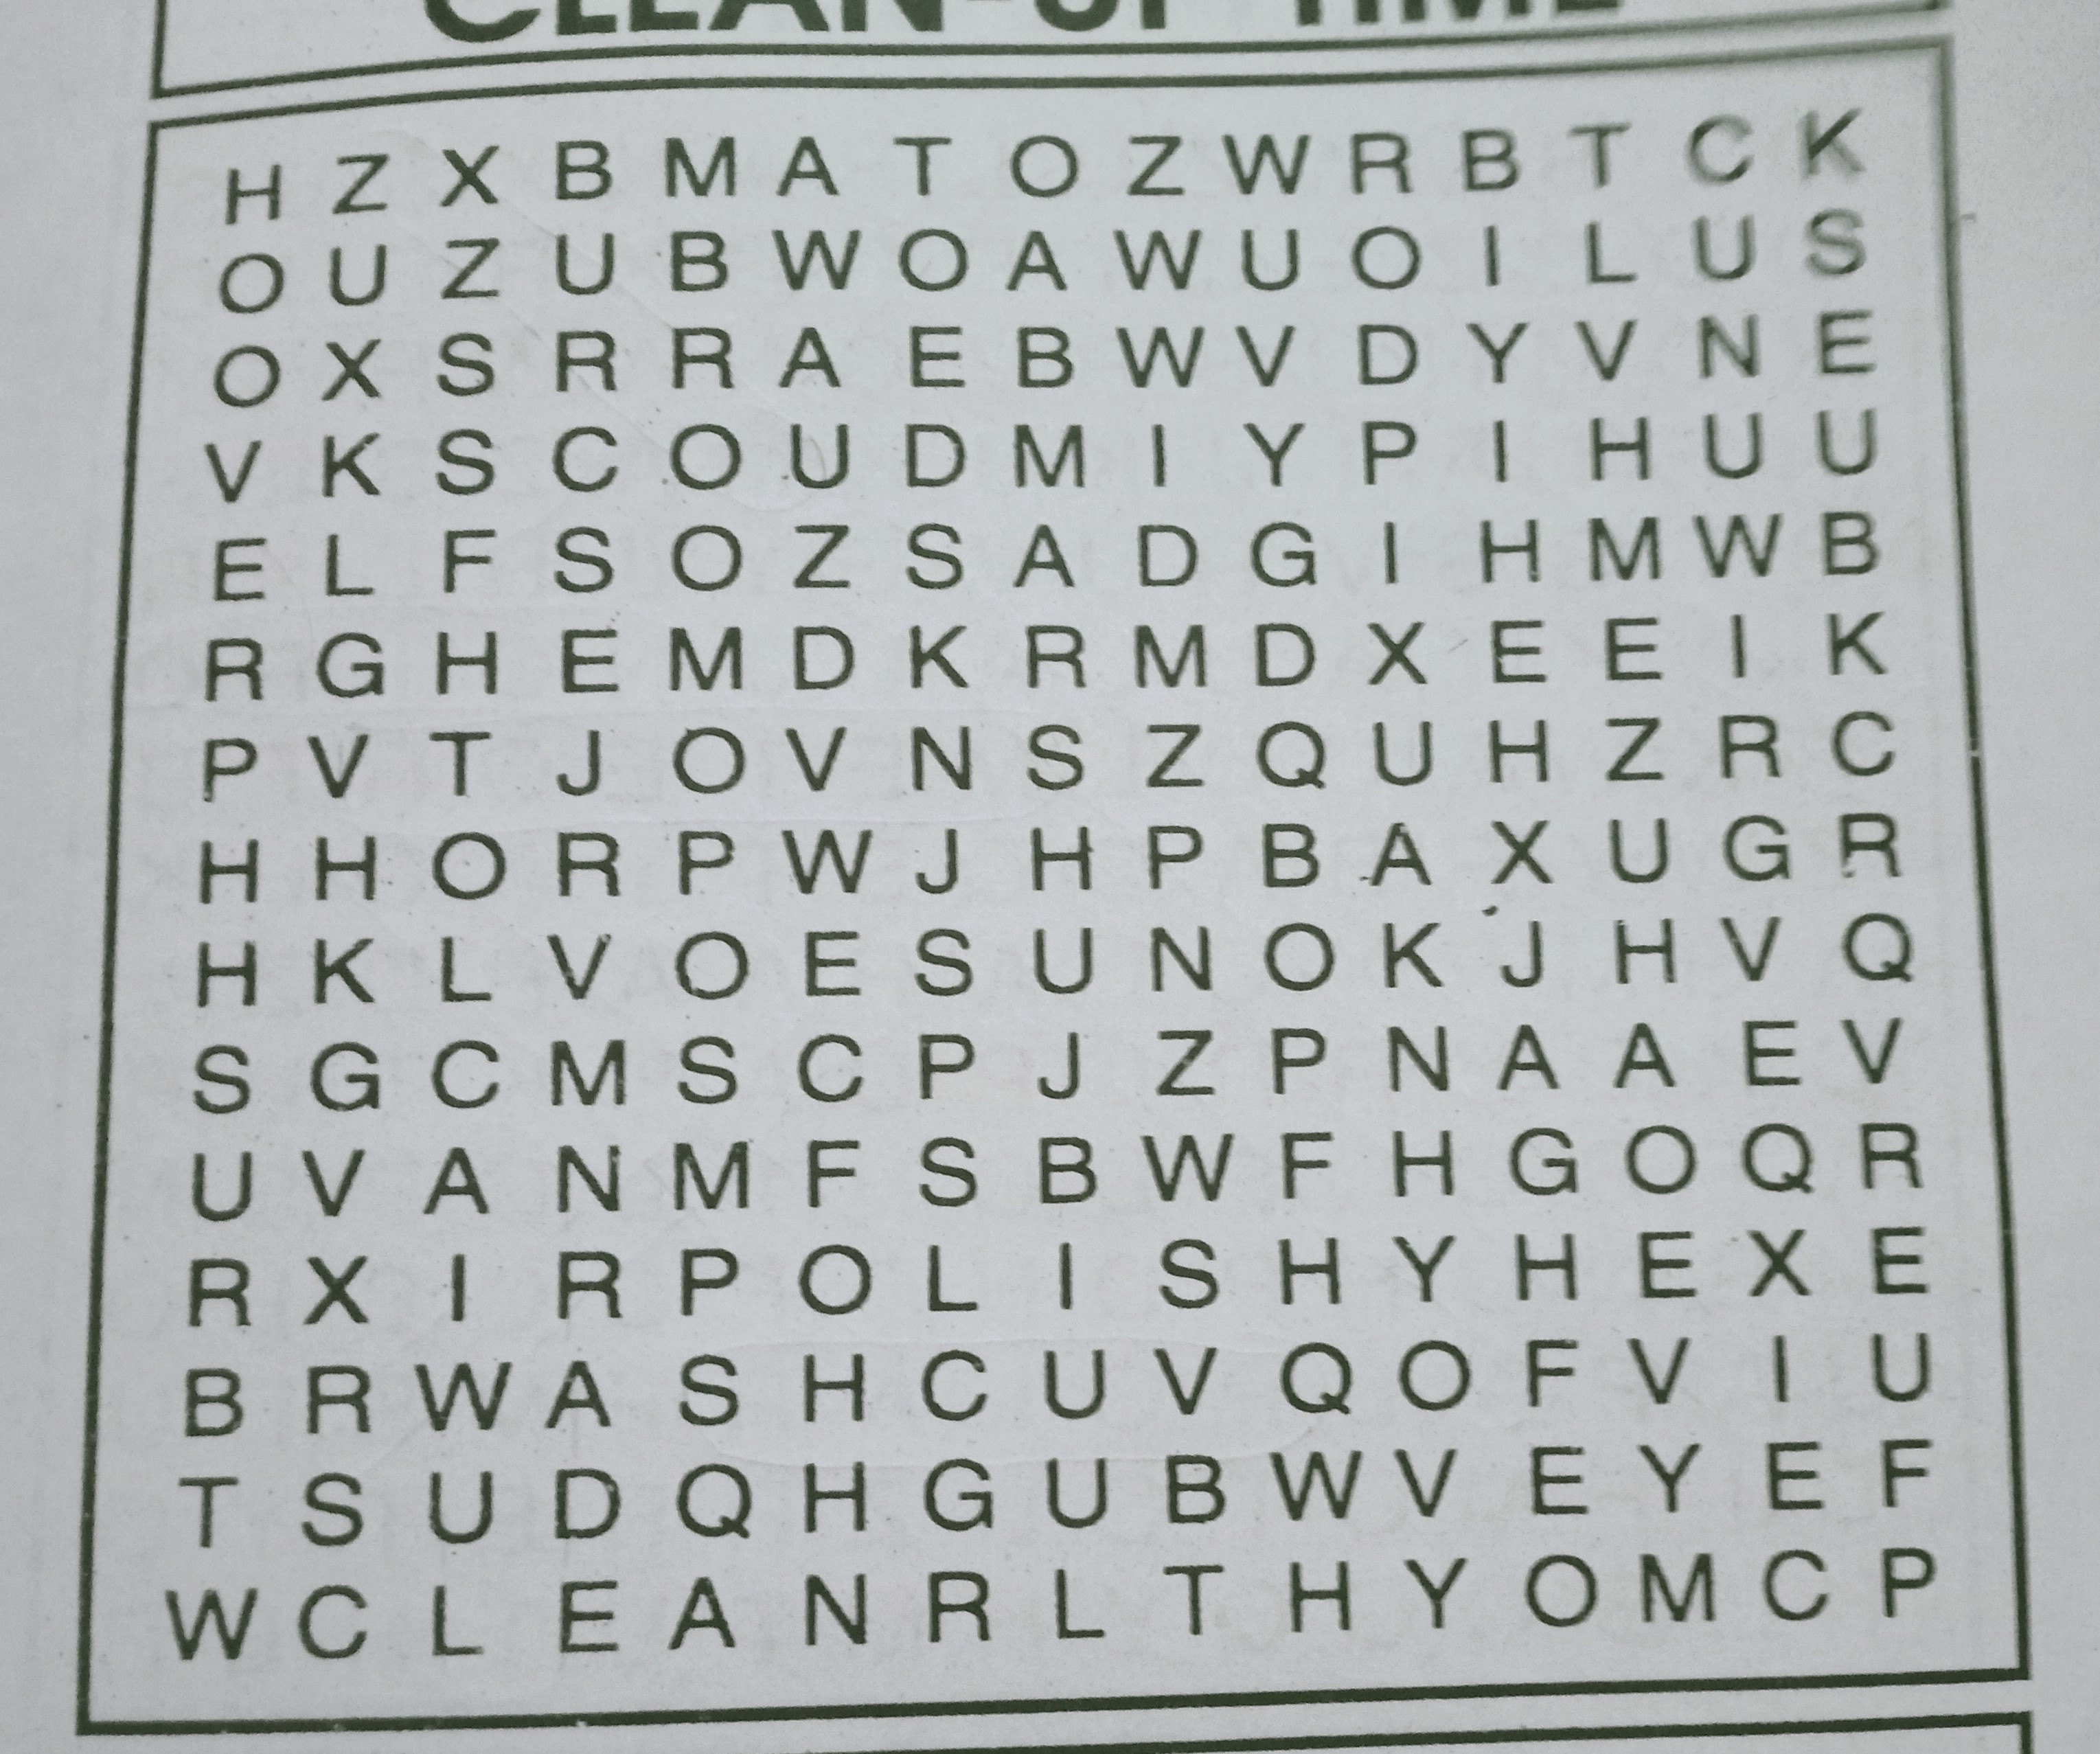 CLEAN-UP TIME
H Z X B M A T O Z W R B T C K
O U Z U B W O A W U O I L U S
O X S R R A E B W V D Y V N E
V K S C O U D M I Y P I H U U
E L F S O Z S A D G I H M W B
R G H E M D K R M D X E E I K
P V T J O V N S Z Q U H Z R C
H H O R P W J H P B A X U G R
H K L V O E S U N O K J H V Q
S G C M S C P J Z P N A A E V
U V A N M F S B W F H G O Q R
R X I R P O L I S H Y H E X E
B R W A S H C U V Q O F V I U
T S U D Q H G U B W V E Y E F
W C L E A N R L T H Y O M C P